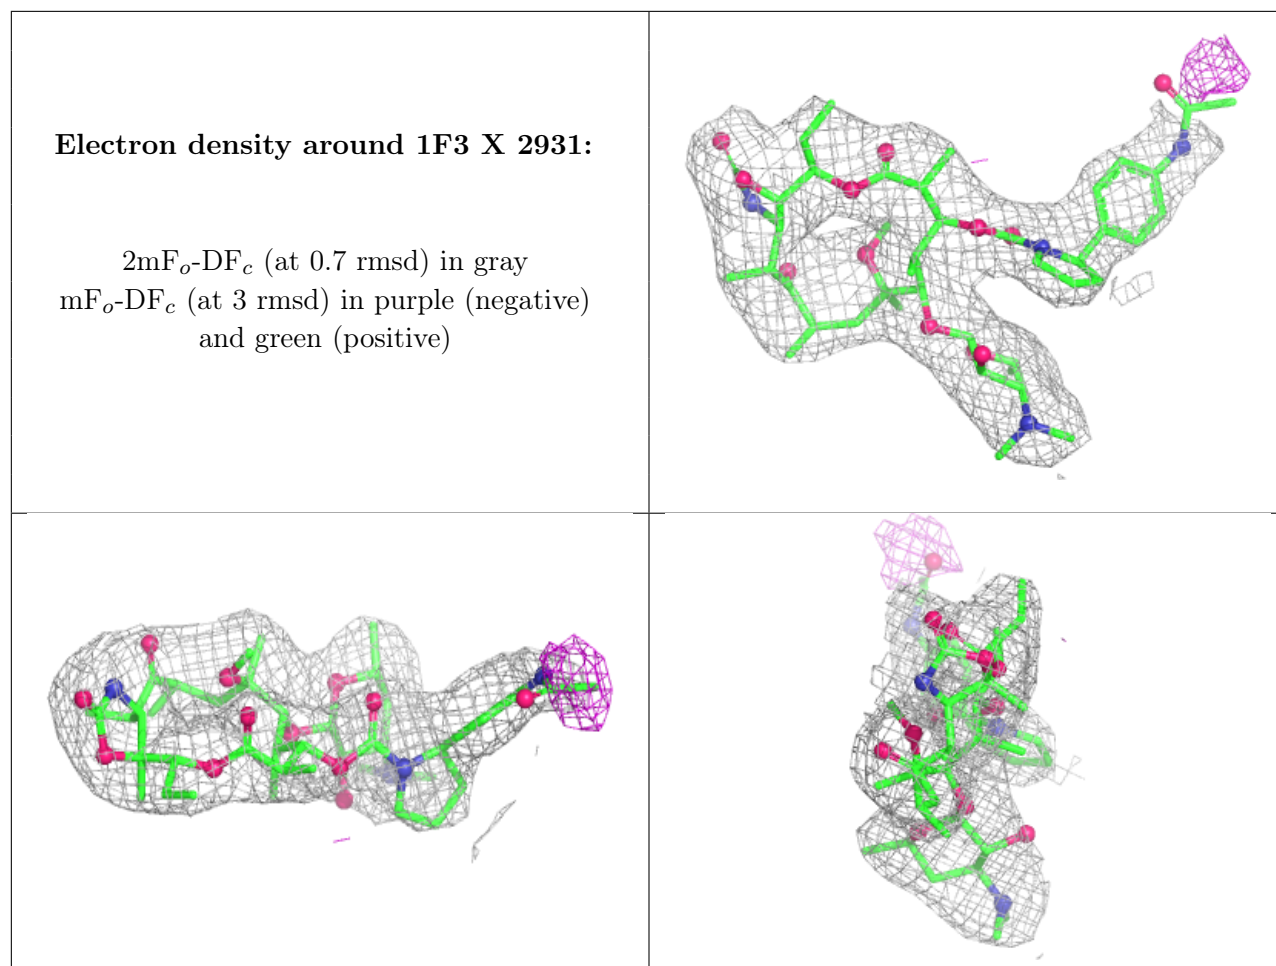 Electron density around 1F3 X 2931:
2mFo-DFc (at 0.7 rmsd) in gray
mFo-DFc (at 3 rmsd) in purple (negative)
and green (positive)